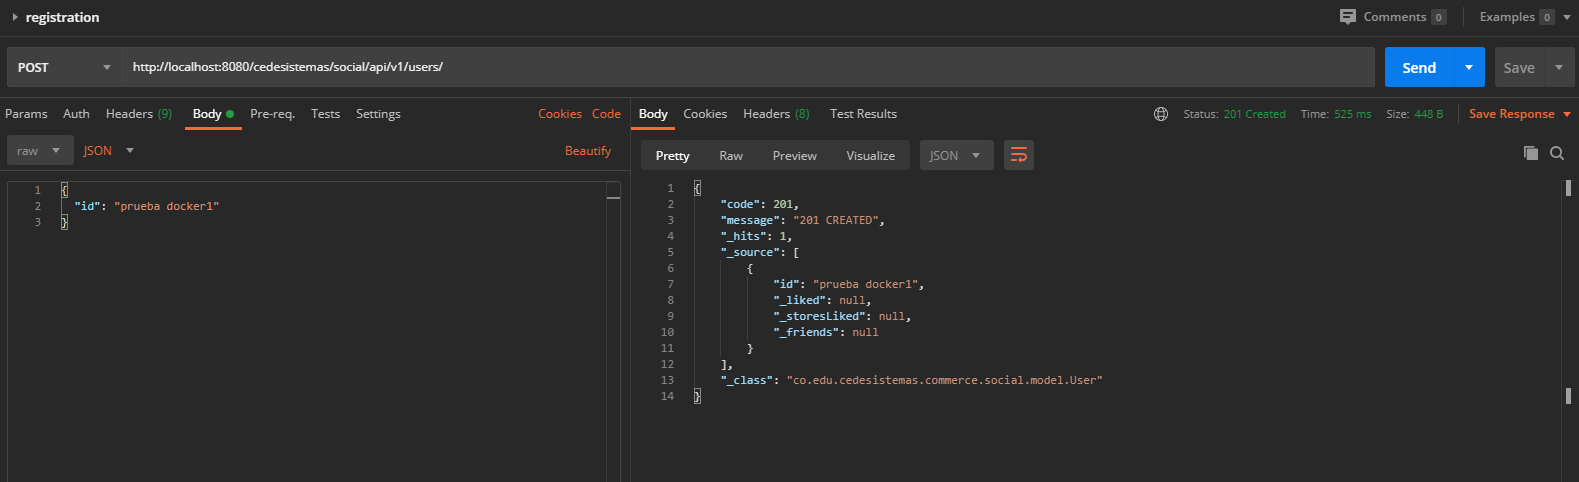 registration
Comments 0 Examples 0
POST http://localhost:8080/cedesistemas/social/api/v1/users/ Send Save
Params Auth Headers (9) Body Pre-req. Tests Settings Cookies Code
raw JSON Beautify
1 {
2 "id": "prueba docker1"
3 }
Body Cookies Headers (8) Test Results Status: 201 Created Time: 525 ms Size: 448 B Save Response
Pretty Raw Preview Visualize JSON
1 {
2 "code": 201,
3 "message": "201 CREATED",
4 "_hits": 1,
5 "_source": [
6 {
7 "id": "prueba docker1",
8 "_liked": null,
9 "_storesLiked": null,
10 "_friends": null
11 }
12 ],
13 "_class": "co.edu.cedesistemas.commerce.social.model.User"
14 }